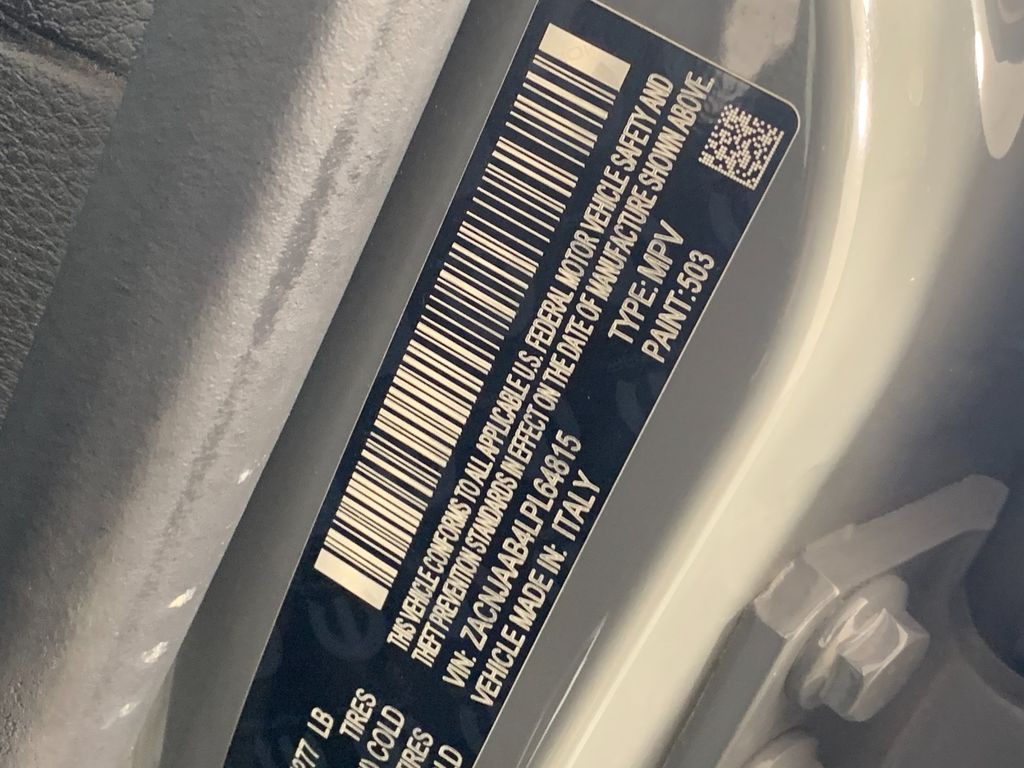 277 LB
TIRES
COLD
THIS VEHICLE CONFORMS TO ALL APPLICABLE U.S. FEDERAL MOTOR VEHICLE SAFETY AND
THEFT PREVENTION STANDARDS IN EFFECT ON THE DATE OF MANUFACTURE SHOWN ABOVE.
VIN: ZACNJAAB4LPL64815 TYPE: MPV
VEHICLE MADE IN: ITALY PAINT: 503